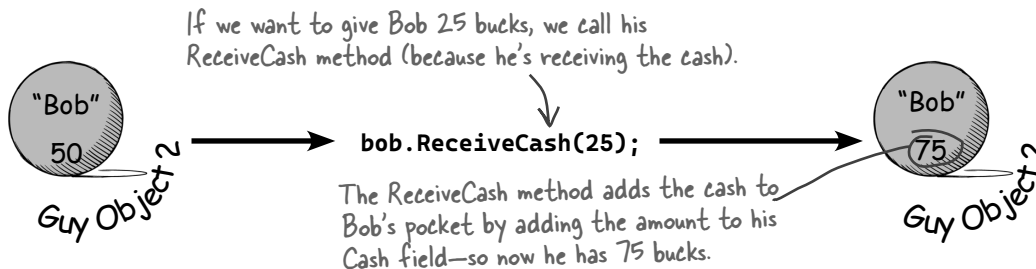 If we want to give Bob 25 bucks, we call his
ReceiveCash method (because he's receiving the cash).
"Bob"
50
Guy Object 2
bob.ReceiveCash(25);
"Bob"
75
Guy Object 2
The ReceiveCash method adds the cash to
Bob's pocket by adding the amount to his
Cash field—so now he has 75 bucks.